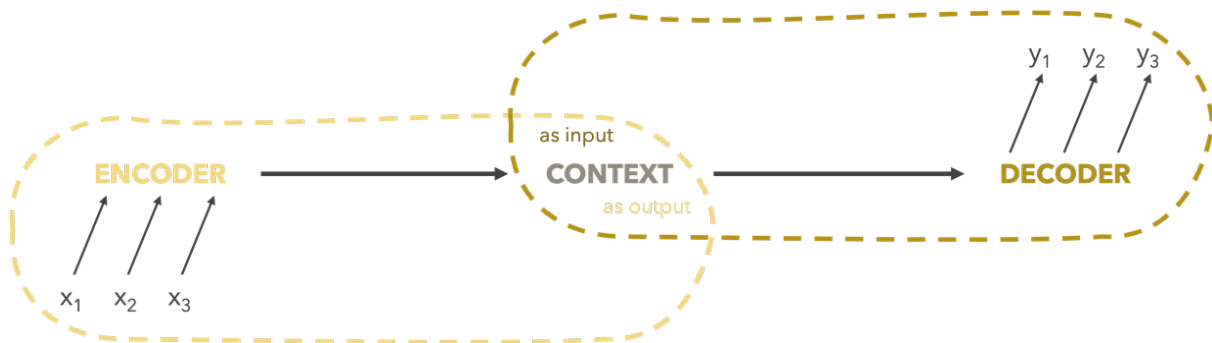 y₁ y₂ y₃
as input
ENCODER CONTEXT DECODER
as output
x₁ x₂ x₃